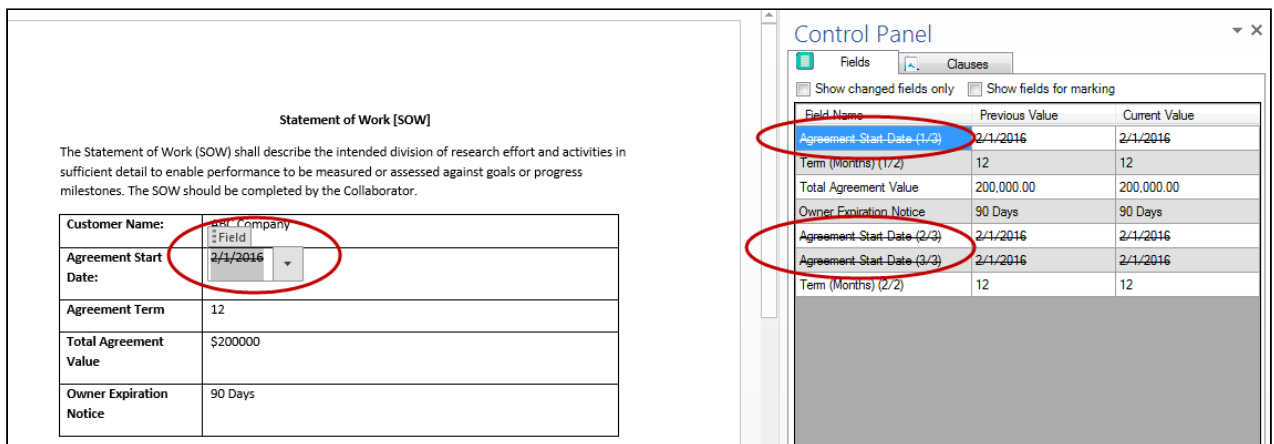 Statement of Work [SOW]
The Statement of Work (SOW) shall describe the intended division of research effort and activities in
sufficient detail to enable performance to be measured or assessed against goals or progress
milestones. The SOW should be completed by the Collaborator.
Customer Name: ABC Company
Field
Agreement Start 2/1/2016
Date:
Agreement Term 12
Total Agreement $200000
Value
Owner Expiration 90 Days
Notice
Control Panel
Fields Clauses
Show changed fields only Show fields for marking
Field Name Previous Value Current Value
Agreement Start Date (1/3) 2/1/2016 2/1/2016
Term (Months) (1/2) 12 12
Total Agreement Value 200,000.00 200,000.00
Owner Expiration Notice 90 Days 90 Days
Agreement Start Date (2/3) 2/1/2016 2/1/2016
Agreement Start Date (3/3) 2/1/2016 2/1/2016
Term (Months) (2/2) 12 12